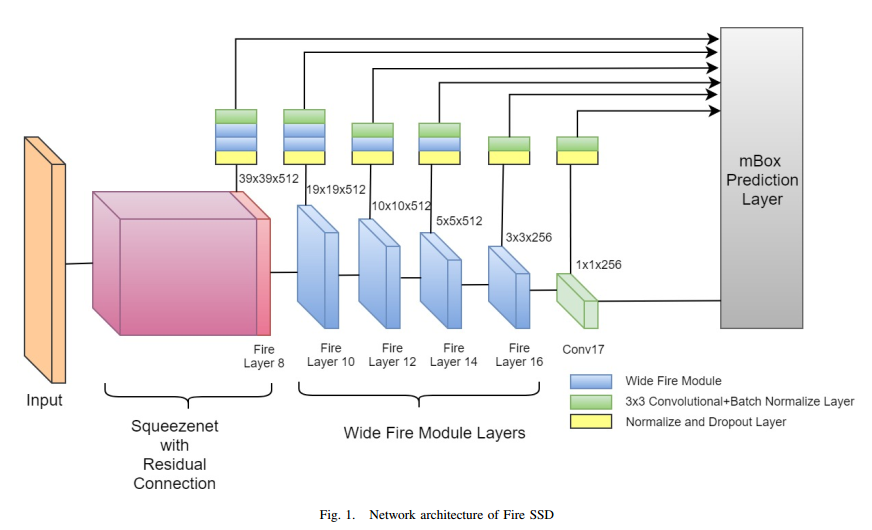 39x39x512
19x19x512
10x10x512
5x5x512
3x3x256
1x1x256
mBox
Prediction
Layer
Input
Fire
Layer 8
Fire
Layer 10
Fire
Layer 12
Fire
Layer 14
Fire
Layer 16
Conv17
Squeezenet
with
Residual
Connection
Wide Fire Module Layers
Wide Fire Module
3x3 Convolutional+Batch Normalize Layer
Normalize and Dropout Layer
Fig. 1. Network architecture of Fire SSD